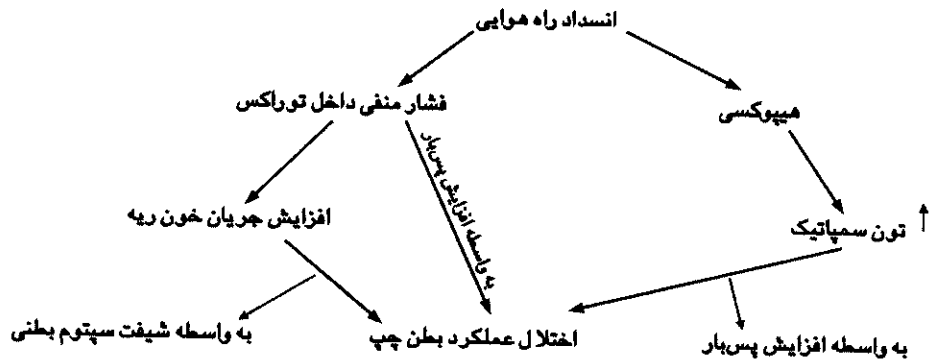 انسداد راه هوایی
فشار منفی داخل توراکس
هیپوکسی
به واسطه افزایش پس‌بار
افزایش جریان خون ریه
تون سمپاتیک ↑
به واسطه شیفت سپتوم بطنی
اختلال عملکرد بطن چپ
به واسطه افزایش پس‌بار